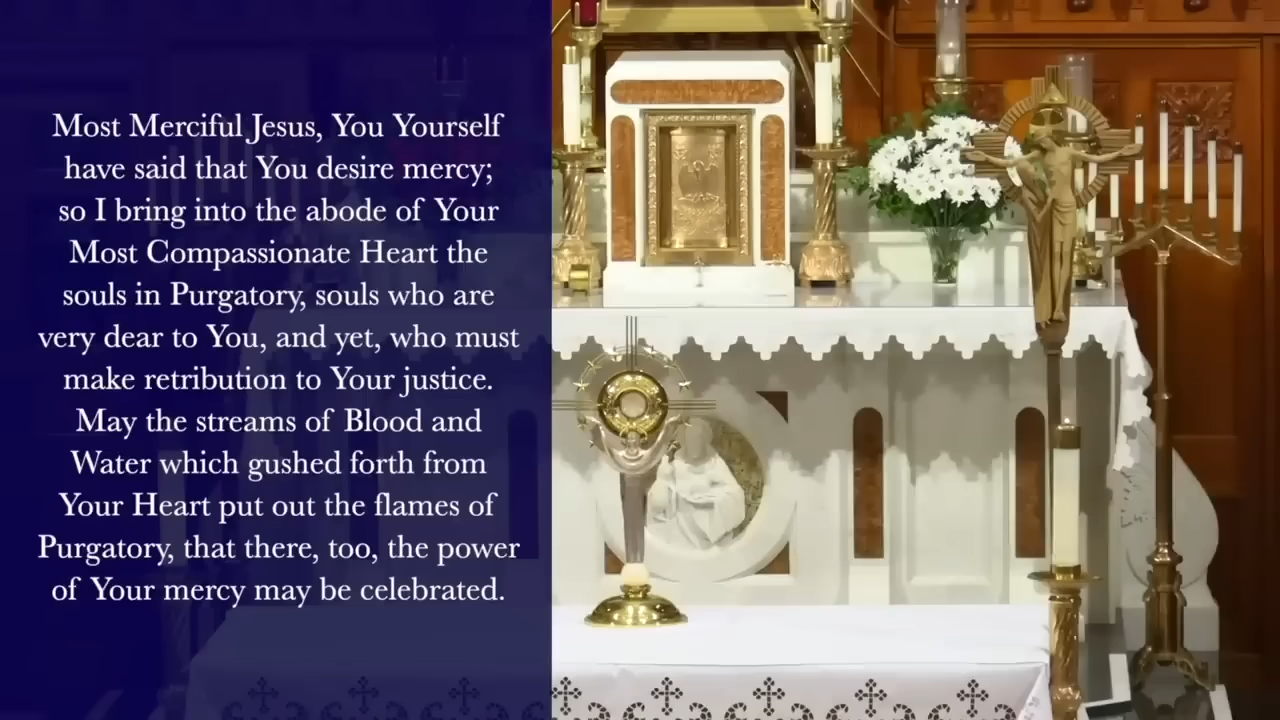 Most Merciful Jesus, You Yourself
have said that You desire mercy;
so I bring into the abode of Your
Most Compassionate Heart the
souls in Purgatory, souls who are
very dear to You, and yet, who must
make retribution to Your justice.
May the streams of Blood and
Water which gushed forth from
Your Heart put out the flames of
Purgatory, that there, too, the power
of Your mercy may be celebrated.